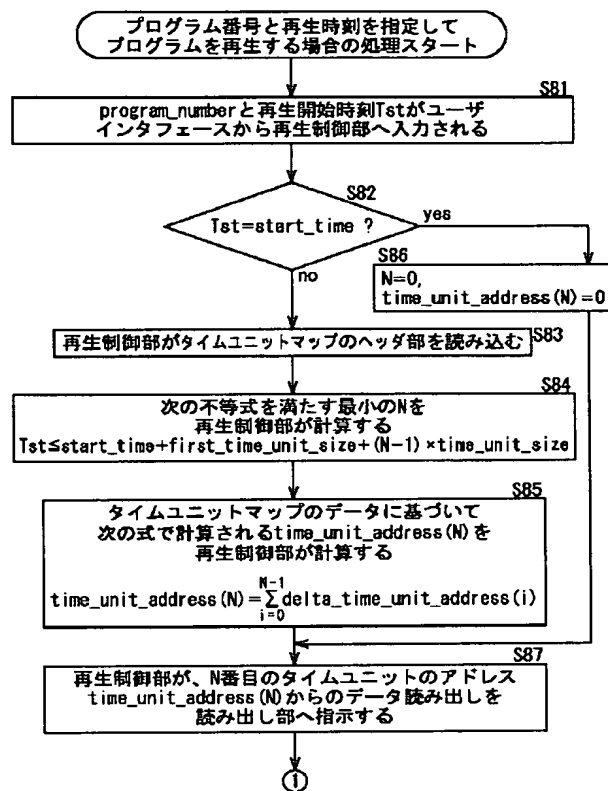 プログラム番号と再生時刻を指定して
プログラムを再生する場合の処理スタート
S81
program_numberと再生開始時刻Tstがユーザ
インタフェースから再生制御部へ入力される
S82
Tst=start_time ?
yes
no
S86
N=0,
time_unit_address(N)=0
S83
再生制御部がタイムユニットマップのヘッダ部を読み込む
S84
次の不等式を満たす最小のNを
再生制御部が計算する
Tst≤start_time+first_time_unit_size+(N-1)×time_unit_size
S85
タイムユニットマップのデータに基づいて
次の式で計算されるtime_unit_address(N)を
再生制御部が計算する
N-1
time_unit_address(N)=Σdelta_time_unit_address(i)
i=0
S87
再生制御部が、N番目のタイムユニットのアドレス
time_unit_address(N)からのデータ読み出しを
読み出し部へ指示する
①